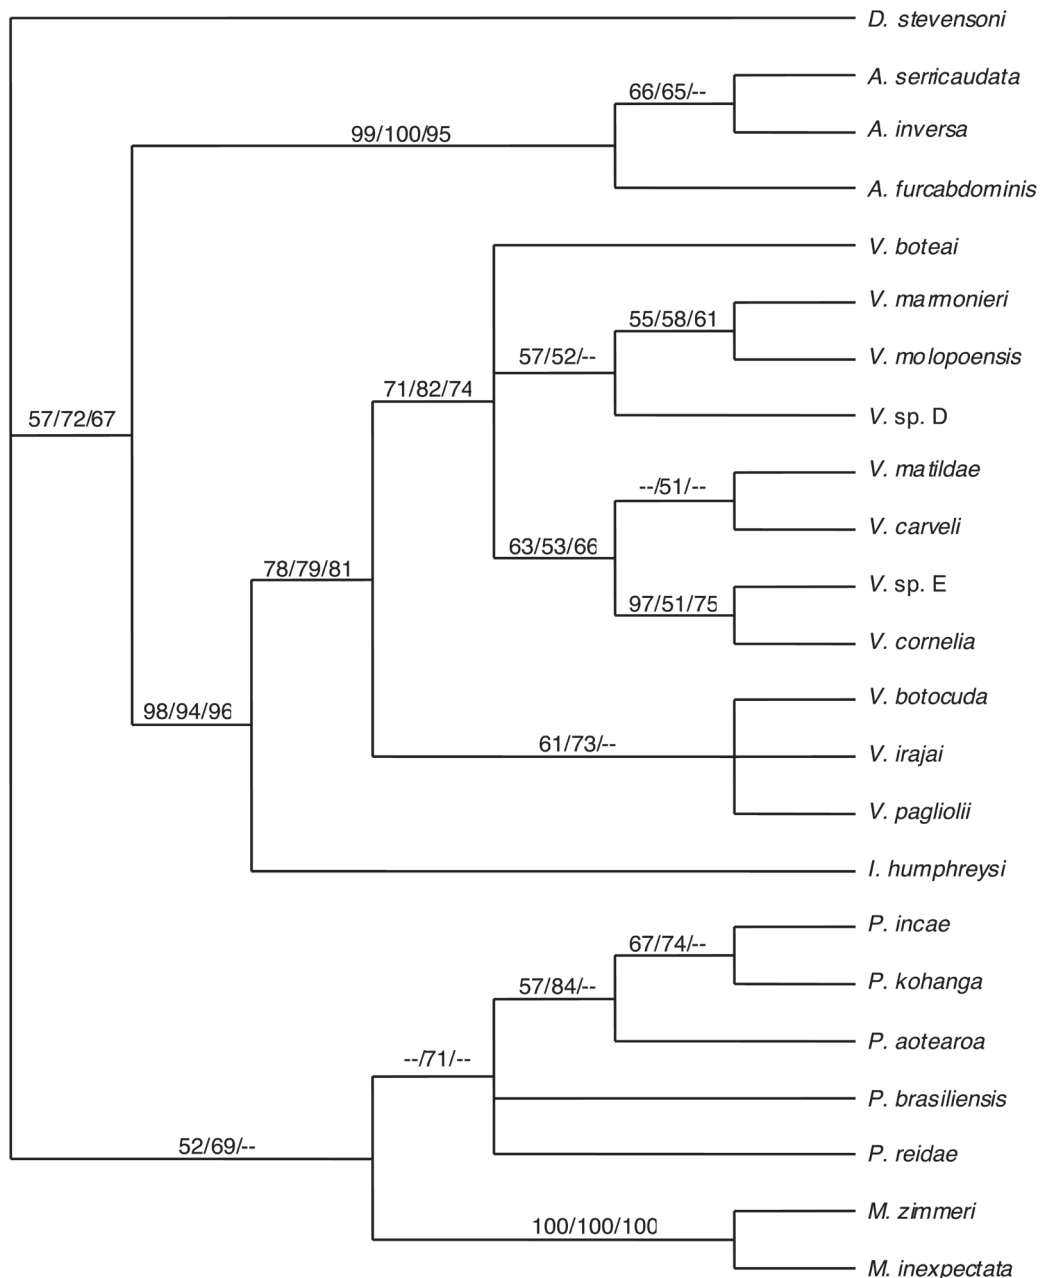 D. stevensoni
A. serricaudata
66/65/--
A. inversa
99/100/95
A. furcabdominis
V. boteai
V. marmonieri
55/58/61
V. molopoensis
57/52/--
71/82/74
V. sp. D
57/72/67
V. matildae
--/51/--
V. carveli
63/53/66
78/79/81
V. sp. E
97/51/75
V. cornelia
V. botocuda
98/94/96
61/73/--
V. irajai
V. pagliolii
I. humphreysi
P. incae
67/74/--
P. kohanga
57/84/--
P. aotearoa
--/71/--
P. brasiliensis
52/69/--
P. reidae
M. zimmeri
100/100/100
M. inexpectata